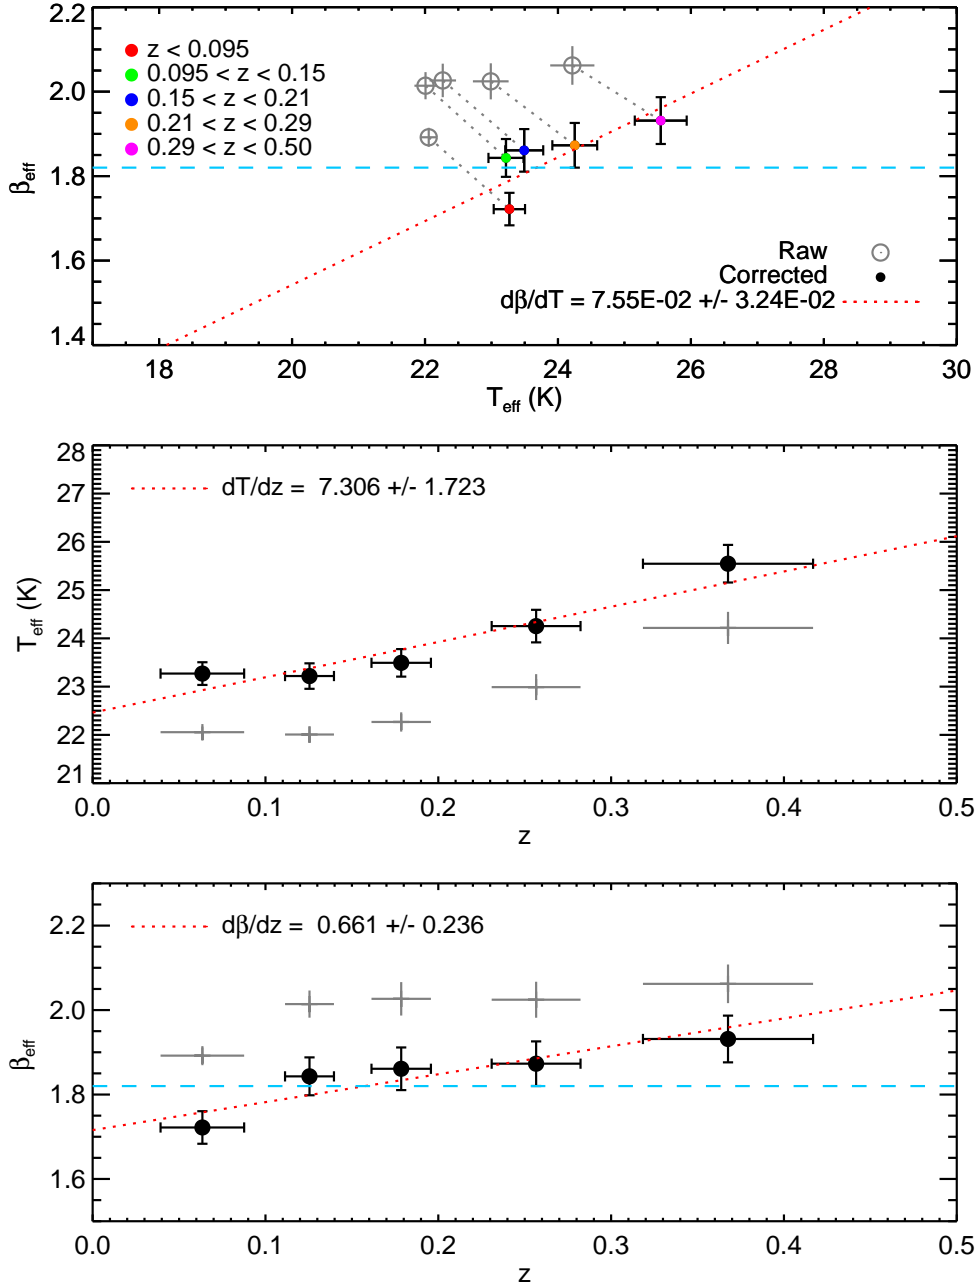 2.2
2.0
1.8
1.6
1.4
β_eff
z < 0.095
0.095 < z < 0.15
0.15 < z < 0.21
0.21 < z < 0.29
0.29 < z < 0.50
Raw
Corrected
dβ/dT = 7.55E-02 +/- 3.24E-02
18 20 22 24 26 28 30
T_eff (K)
28
27
26
25
24
23
22
21
T_eff (K)
dT/dz = 7.306 +/- 1.723
0.0 0.1 0.2 0.3 0.4 0.5
z
2.2
2.0
1.8
1.6
β_eff
dβ/dz = 0.661 +/- 0.236
0.0 0.1 0.2 0.3 0.4 0.5
z